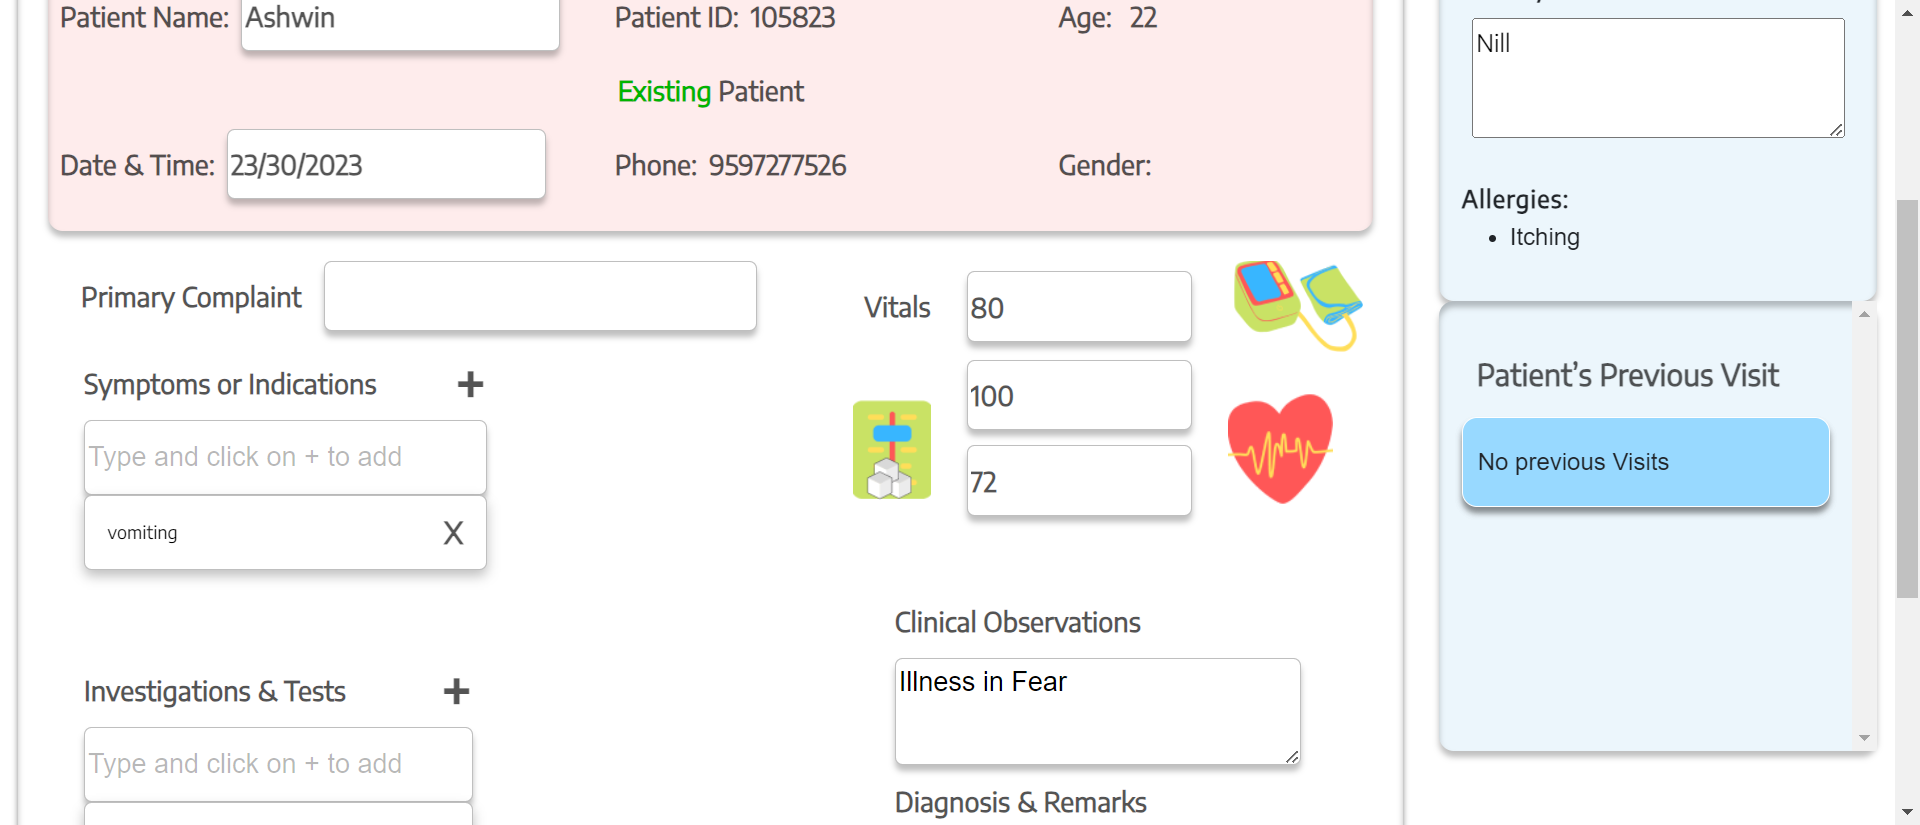 Patient Name: Ashwin
Patient ID: 105823
Age: 22
Existing Patient
Date & Time: 23/30/2023
Phone: 9597277526
Gender:
Primary Complaint
Vitals
80
100
72
Symptoms or Indications +
Type and click on + to add
vomiting X
Clinical Observations
Illness in Fear
Investigations & Tests +
Type and click on + to add
Diagnosis & Remarks
Nill
Allergies:
• Itching
Patient’s Previous Visit
No previous Visits